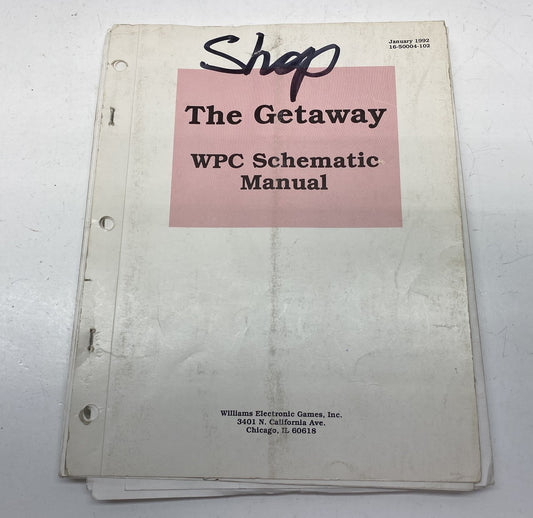 January 1992
16-50004-102
Shop
The Getaway
WPC Schematic
Manual
Williams Electronic Games, Inc.
3401 N. California Ave.
Chicago, IL 60618